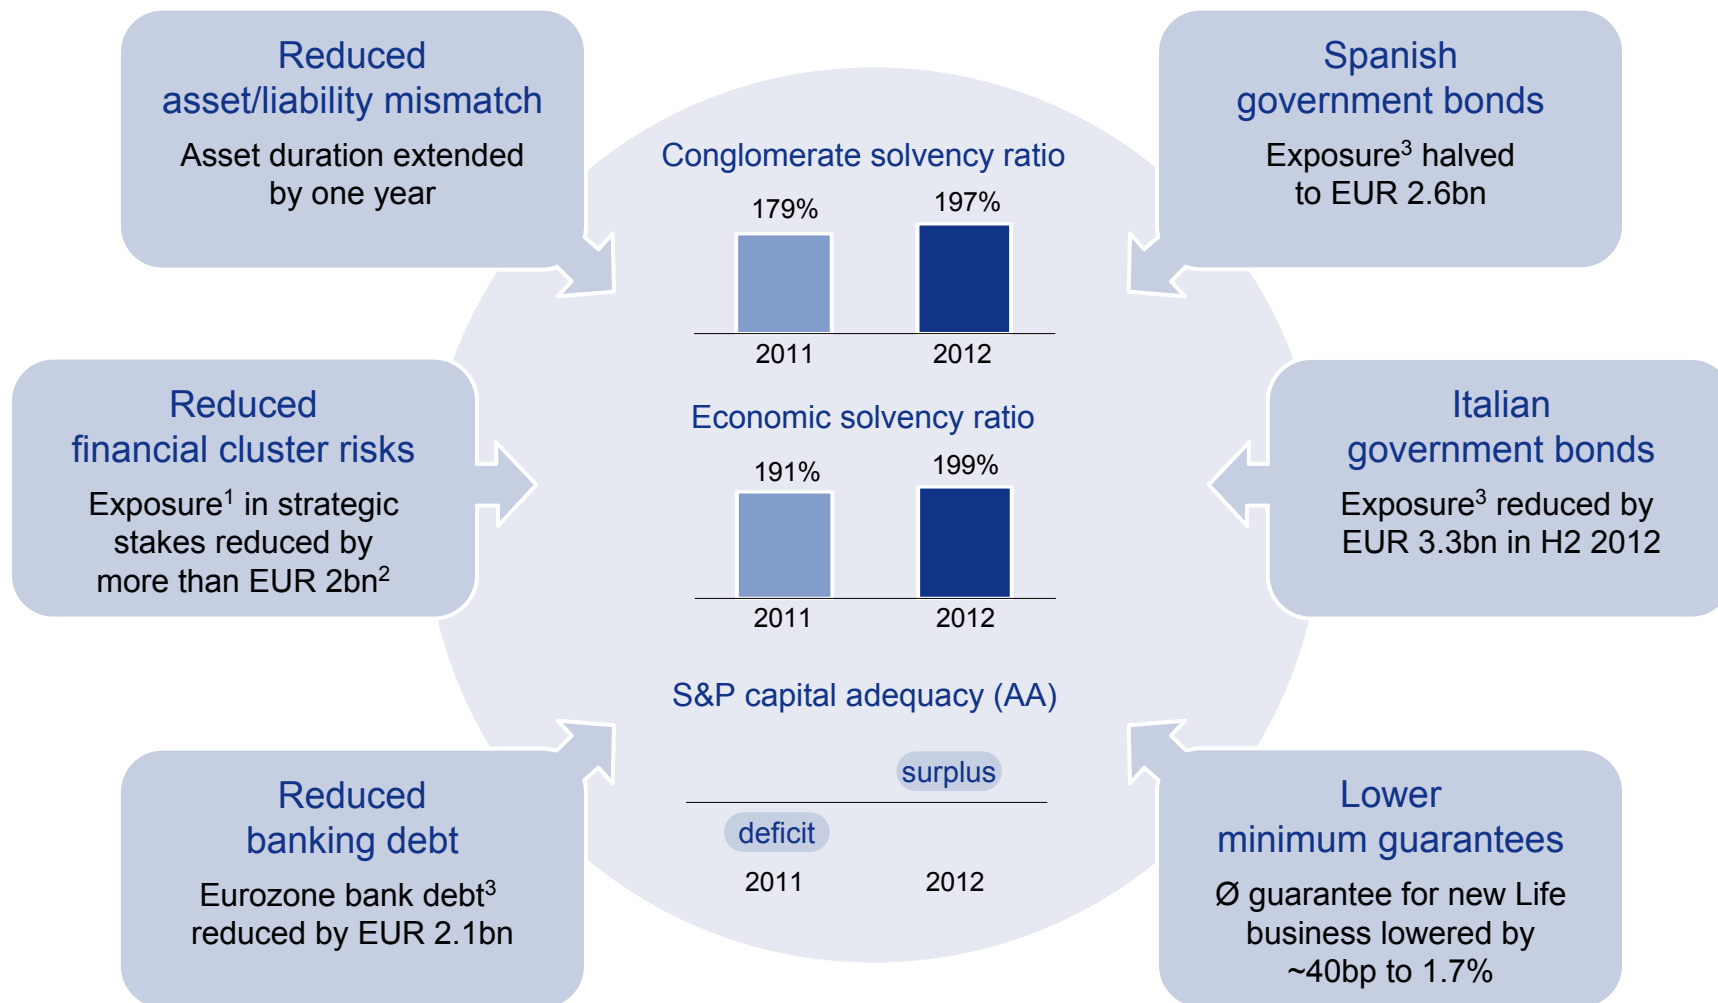 Reduced
asset/liability mismatch
Asset duration extended
by one year
Reduced
financial cluster risks
Exposure¹ in strategic
stakes reduced by
more than EUR 2bn²
Reduced
banking debt
Eurozone bank debt³
reduced by EUR 2.1bn
Conglomerate solvency ratio
179%
197%
2011
2012
Economic solvency ratio
191%
199%
2011
2012
S&P capital adequacy (AA)
surplus
deficit
2011
2012
Spanish
government bonds
Exposure³ halved
to EUR 2.6bn
Italian
government bonds
Exposure³ reduced by
EUR 3.3bn in H2 2012
Lower
minimum guarantees
Ø guarantee for new Life
business lowered by
~40bp to 1.7%